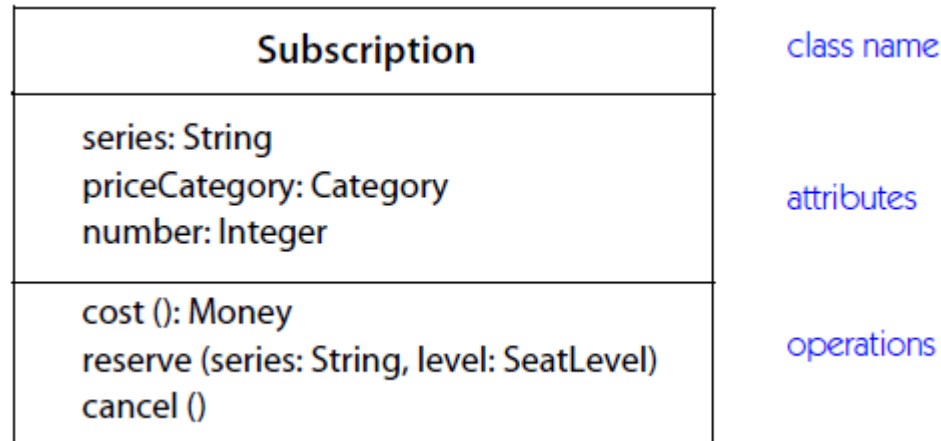 Subscription
class name
series: String
priceCategory: Category
number: Integer
attributes
cost (): Money
reserve (series: String, level: SeatLevel)
cancel ()
operations